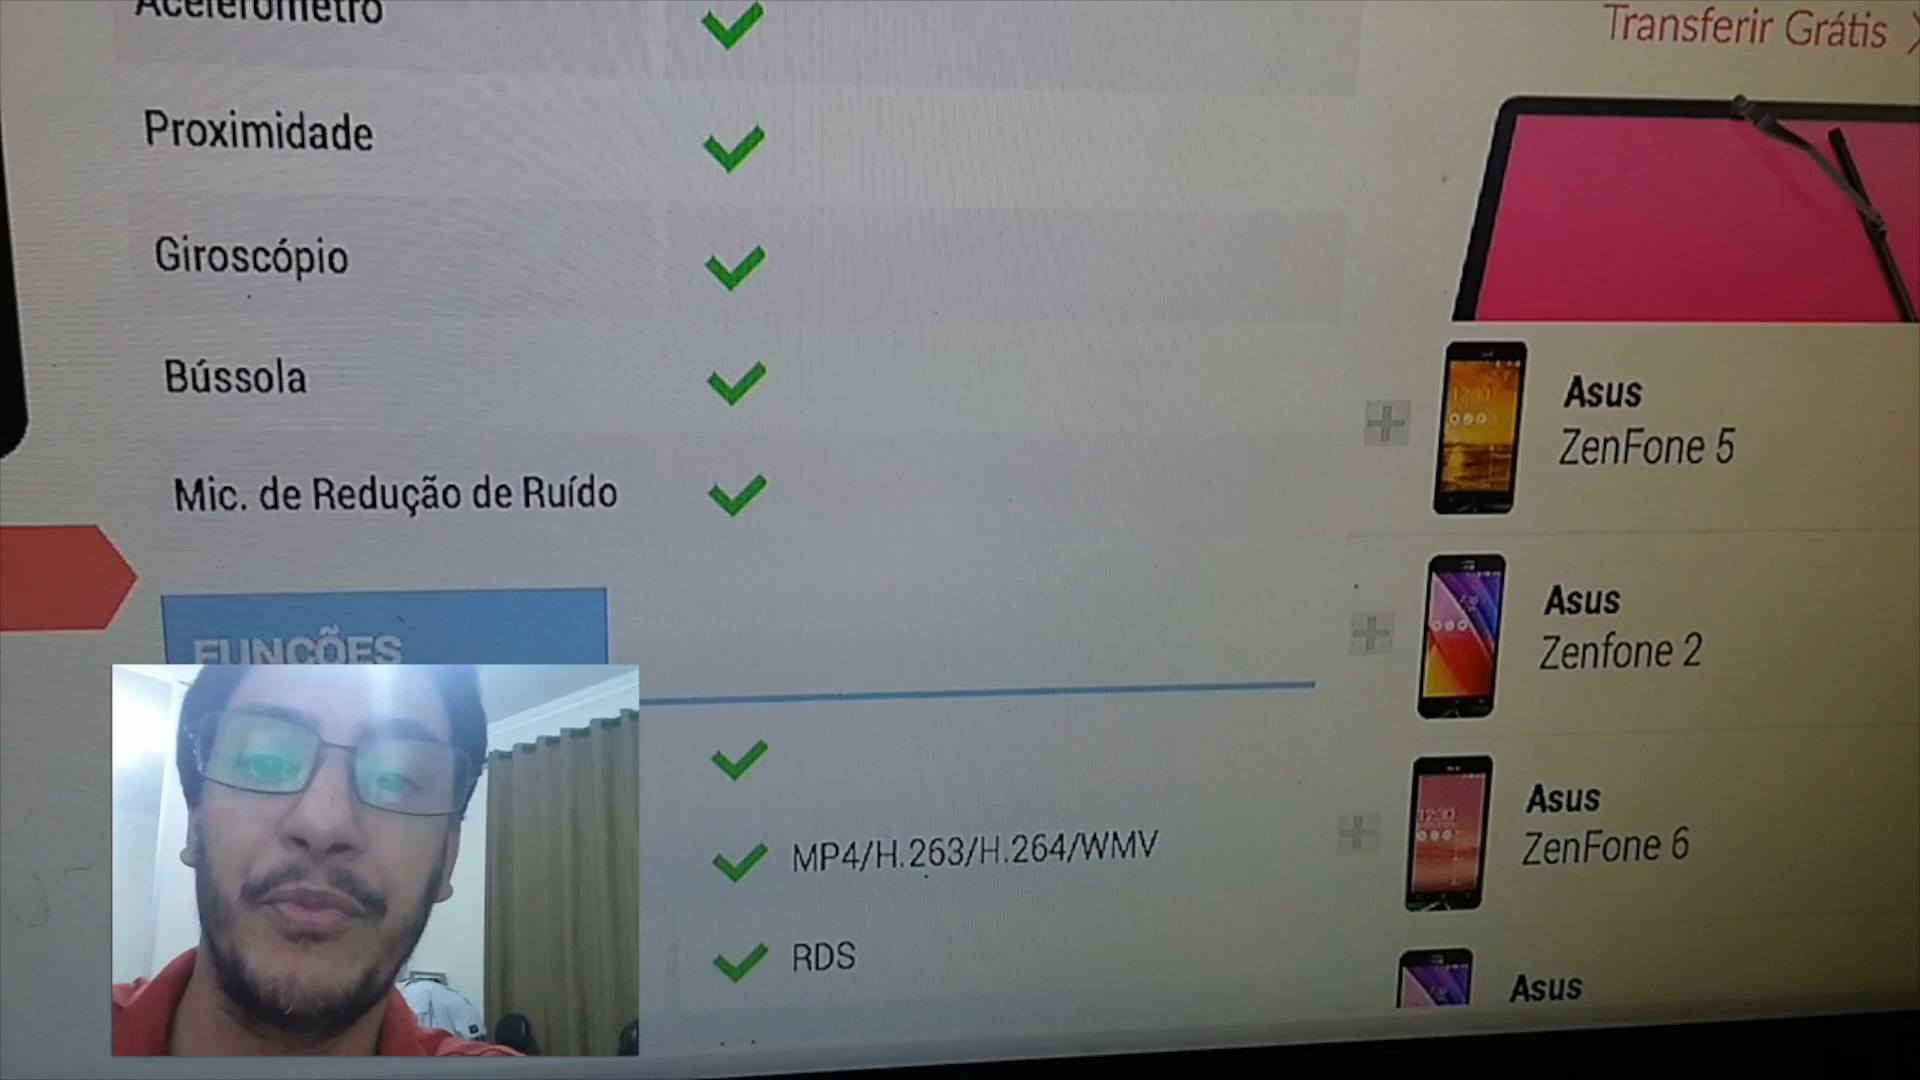 Acelerômetro
Proximidade
Giroscópio
Bússola
Mic. de Redução de Ruído
FUNÇÕES
MP4/H.263/H.264/WMV
RDS
Transferir Grátis
Asus
ZenFone 5
Asus
Zenfone 2
Asus
ZenFone 6
Asus